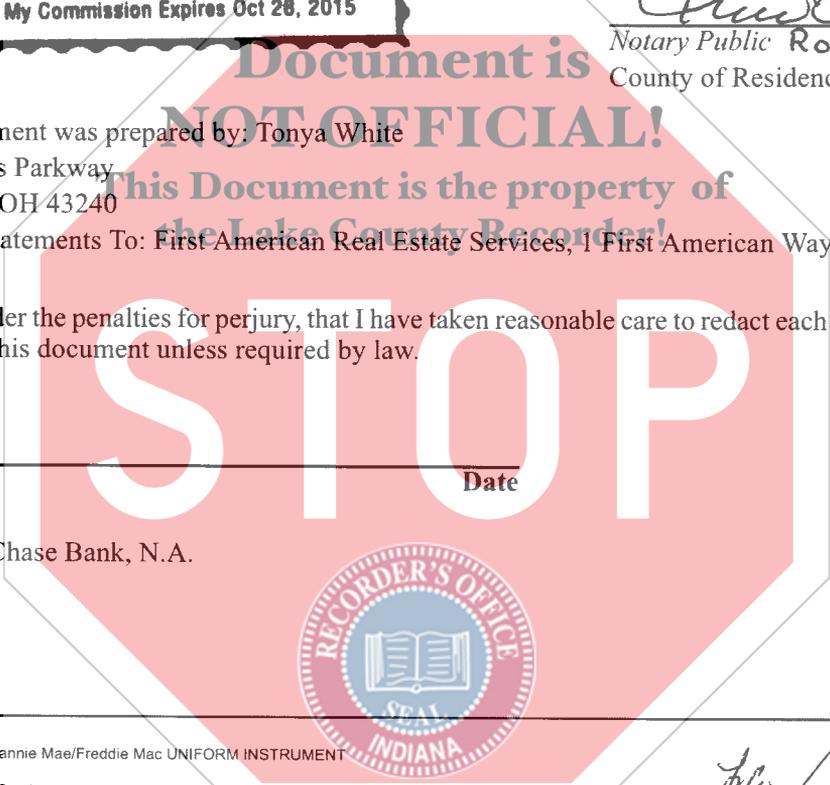 My Commission Expires Oct 26, 2015
Notary Public Ro
County of Residenc
Document is
NOT OFFICIAL!
This Document is the property of
the Lake County Recorder!
ment was prepared by: Tonya White
s Parkway
OH 43240
atements To: First American Real Estate Services, 1 First American Way
der the penalties for perjury, that I have taken reasonable care to redact each
his document unless required by law.
STOP
Date
Chase Bank, N.A.
RECORDER'S OFFICE
SEAL
INDIANA
annie Mae/Freddie Mac UNIFORM INSTRUMENT